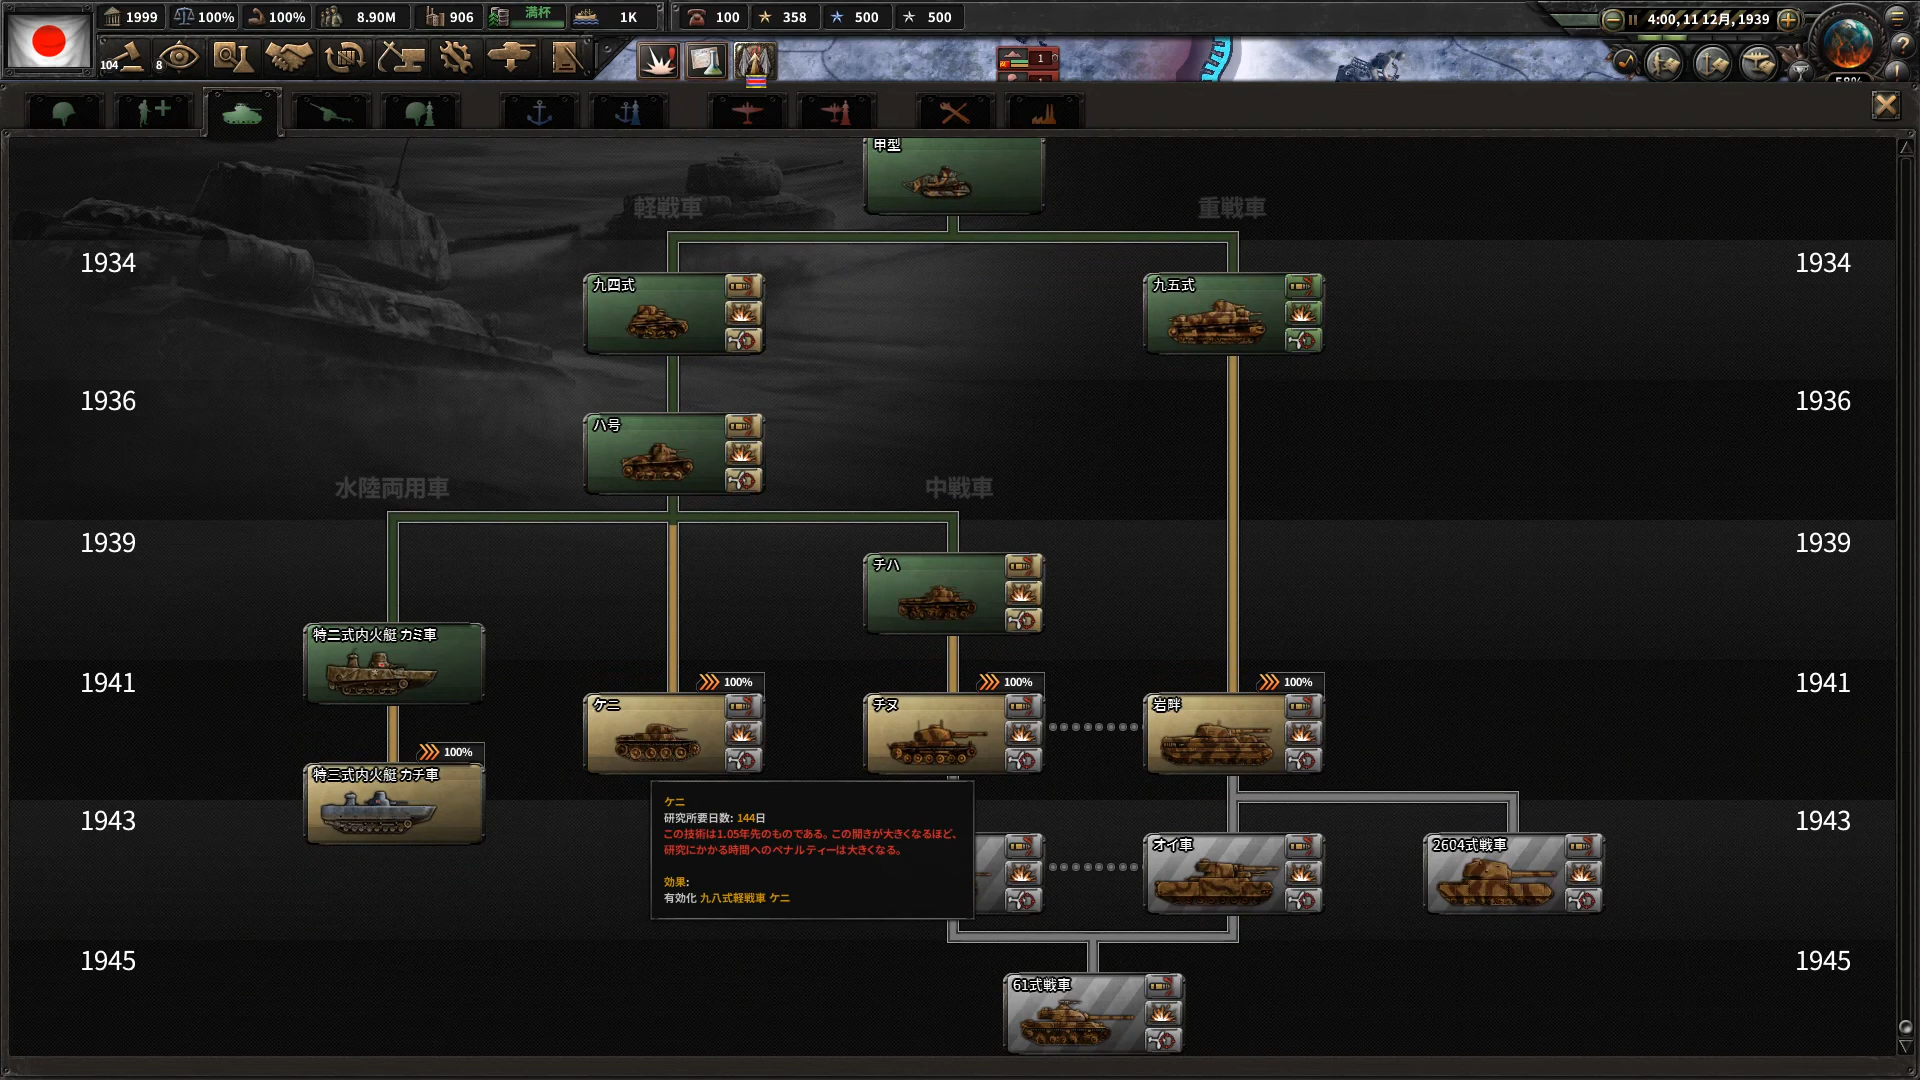 1999
100%
100%
8.90M
906
満杯
1K
100
358
500
500
4:00, 11 12月, 1939
104
8
1
58%
甲型
軽戦車
重戦車
1934
1934
九四式
九五式
1936
1936
ハ号
水陸両用車
中戦車
1939
1939
チハ
特二式内火艇 カミ車
1941
1941
100%
100%
100%
ケニ
チヌ
岩畔
100%
特三式内火艇 カチ車
ケニ
研究所要日数: 144日
この技術は1.05年先のものである。この開きが大きくなるほど、
研究にかかる時間へのペナルティーは大きくなる。
効果:
有効化 九八式軽戦車 ケニ
1943
1943
オイ車
2604式戦車
1945
1945
61式戦車